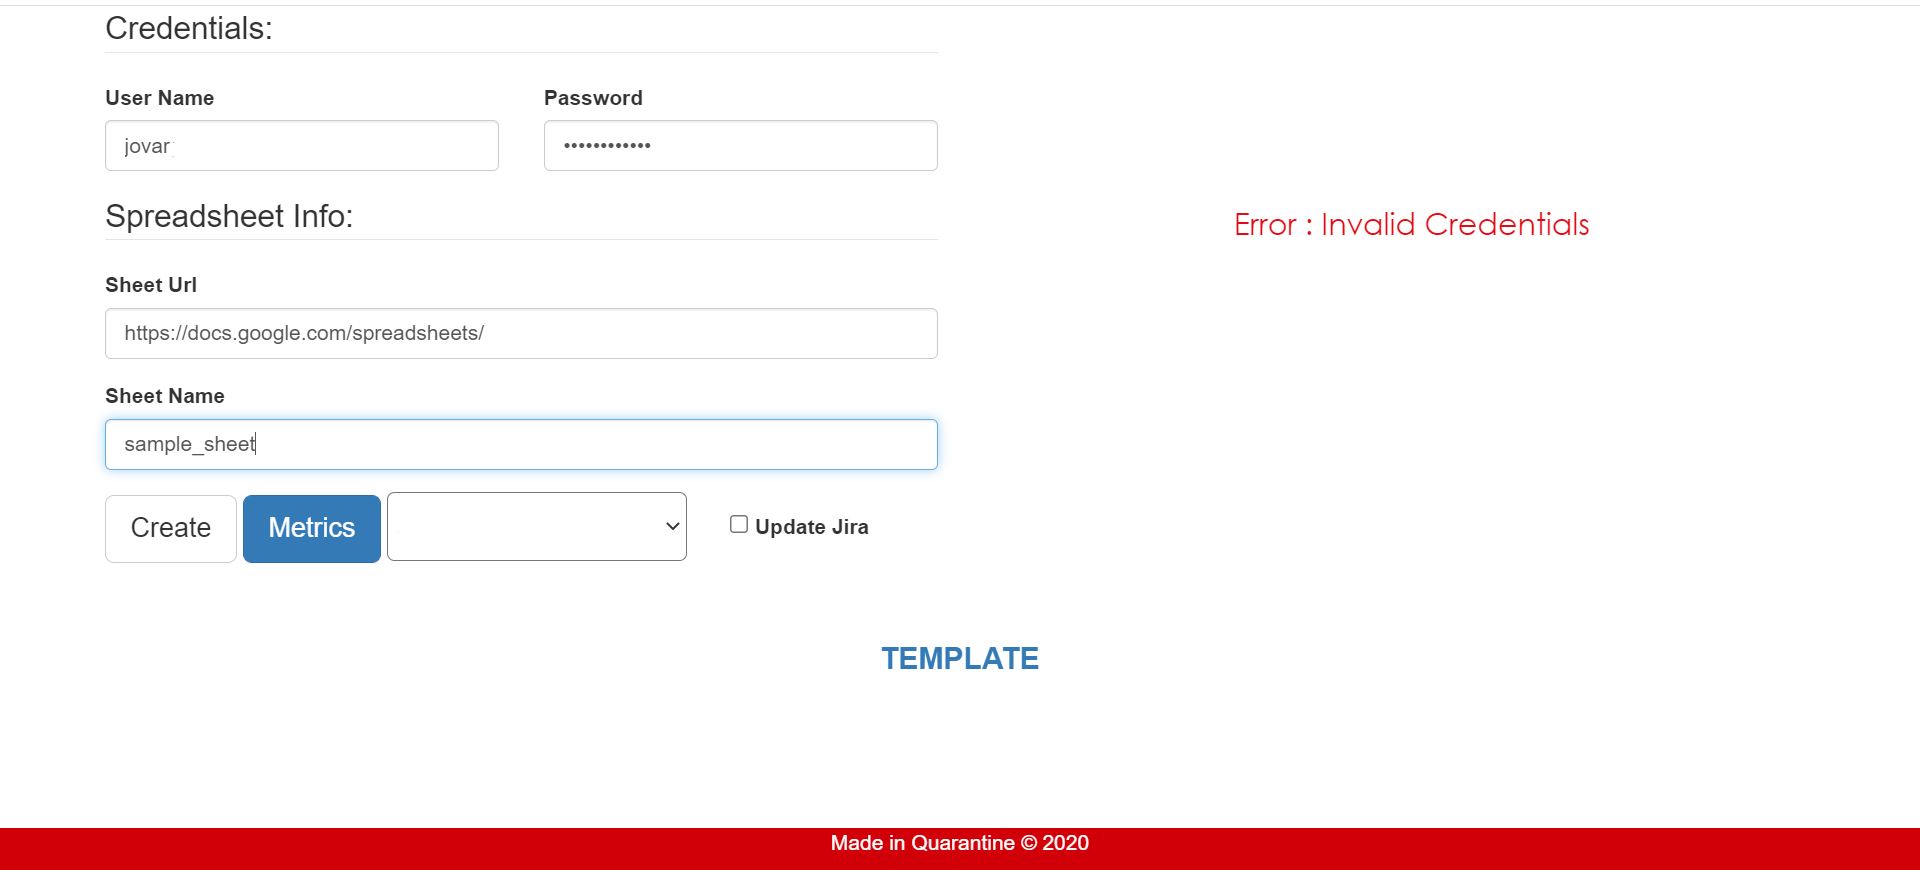 Credentials:
User Name
Password
jovar
••••••••••••
Spreadsheet Info:
Error : Invalid Credentials
Sheet Url
https://docs.google.com/spreadsheets/
Sheet Name
sample_sheet
Create
Metrics
Update Jira
TEMPLATE
Made in Quarantine © 2020